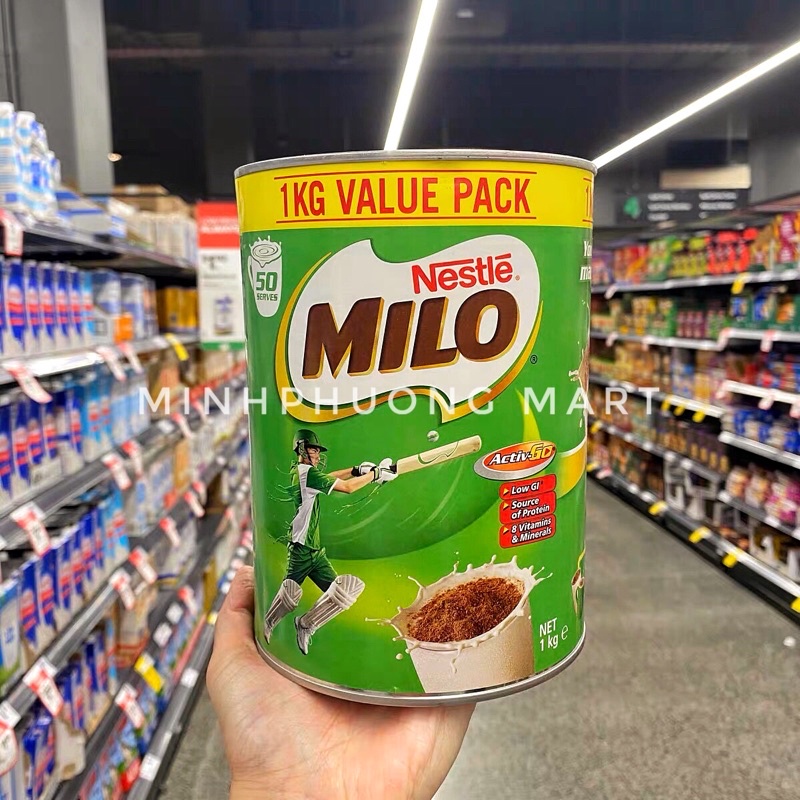 1KG VALUE PACK
50
SERVES
Nestlé®
MILO®
MINHPHUONG MART
Activ-GO
Low GI
Source
of Protein
8 Vitamins
& Minerals
NET
1 kg e